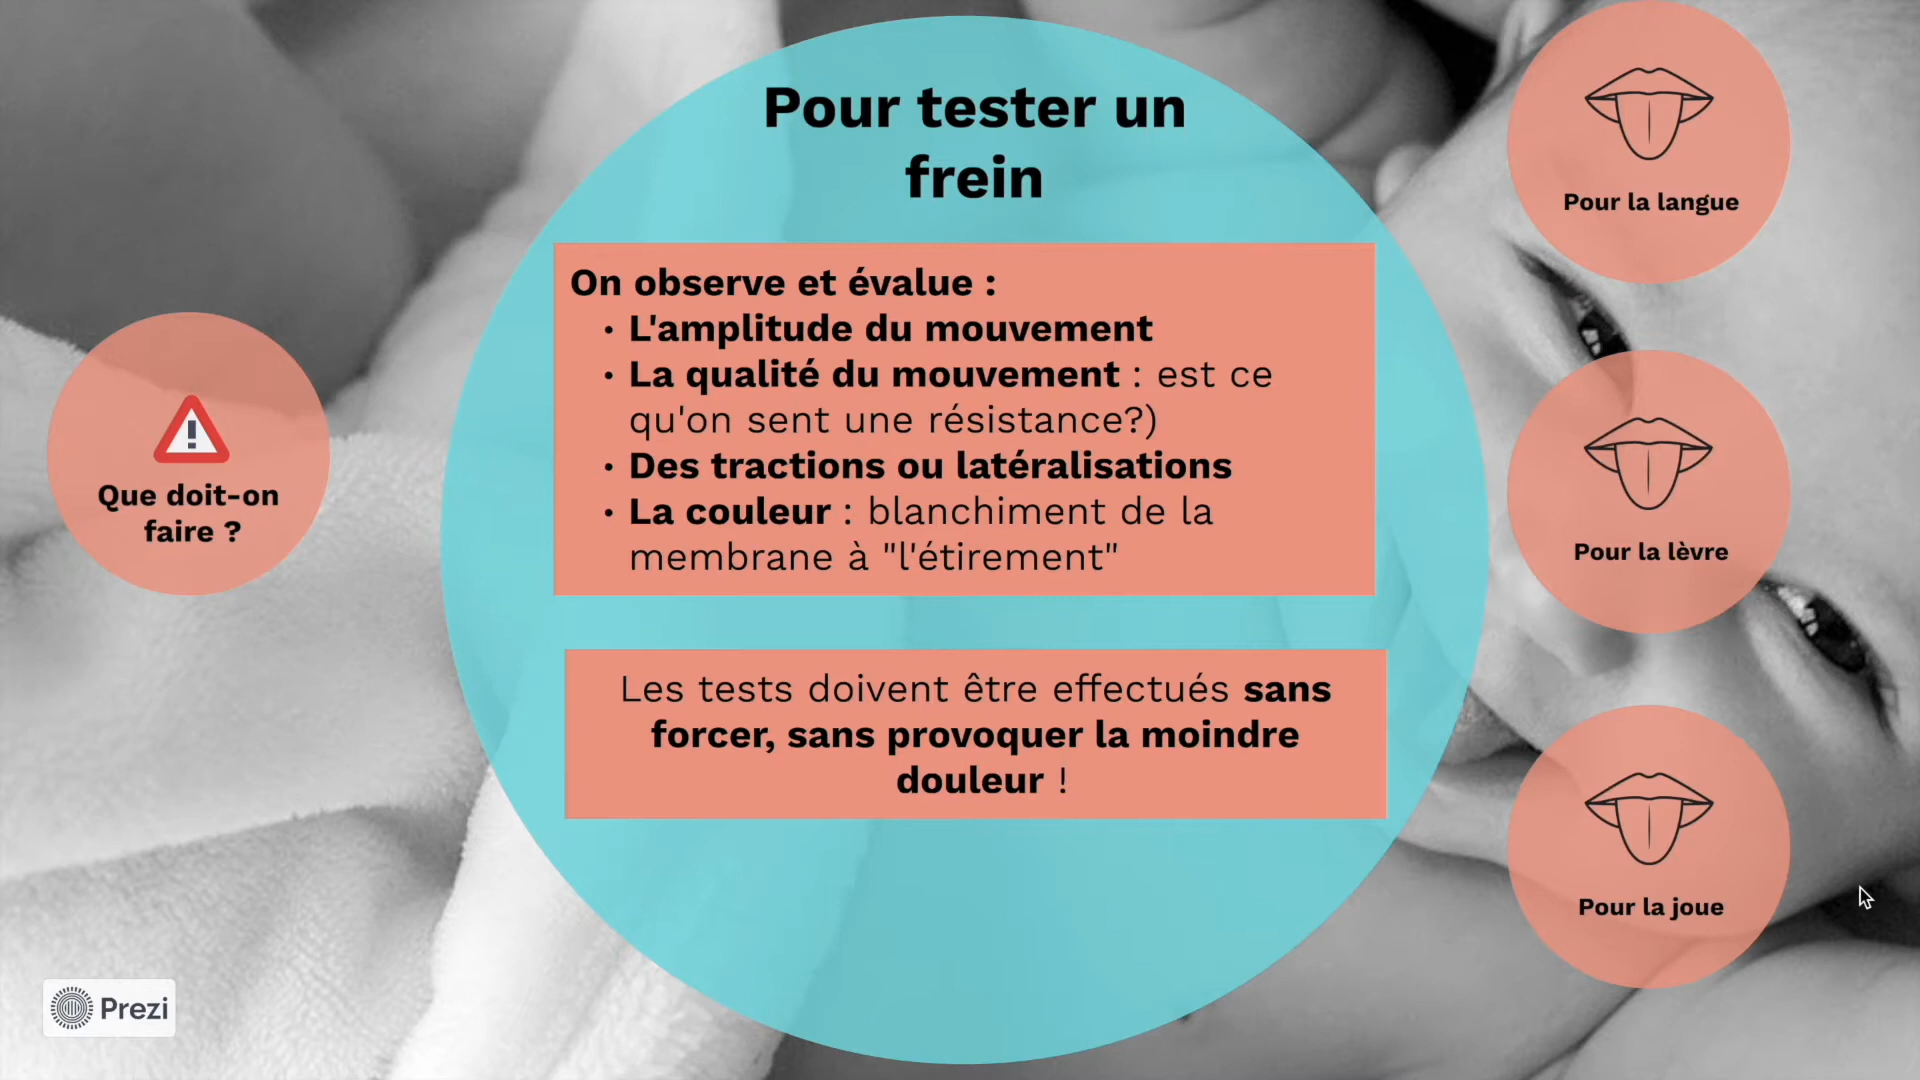 Pour tester un
frein
On observe et évalue :
• L'amplitude du mouvement
• La qualité du mouvement : est ce
qu'on sent une résistance?)
• Des tractions ou latéralisations
• La couleur : blanchiment de la
membrane à "l'étirement"
Les tests doivent être effectués sans
forcer, sans provoquer la moindre
douleur !
Que doit-on
faire ?
Pour la langue
Pour la lèvre
Pour la joue
Prezi